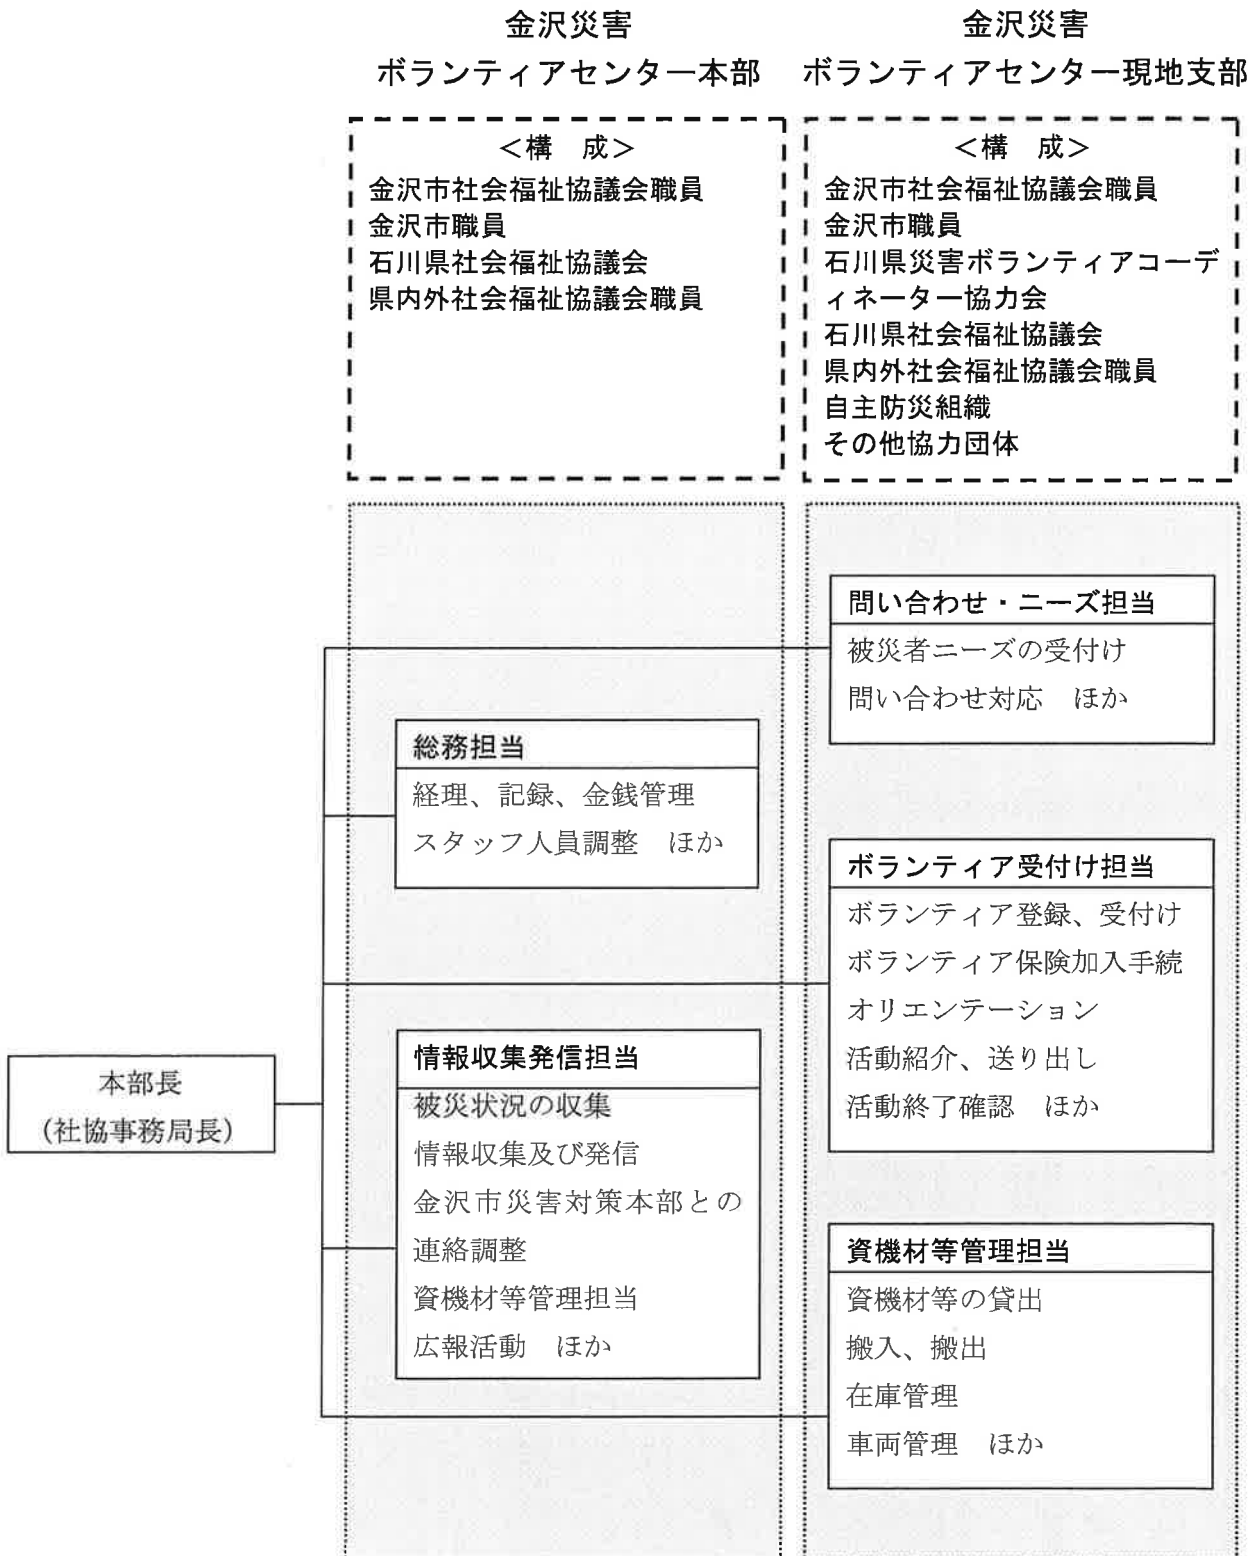 金沢災害
ボランティアセンター本部
＜構　成＞
金沢市社会福祉協議会職員
金沢市職員
石川県社会福祉協議会
県内外社会福祉協議会職員
金沢災害
ボランティアセンター現地支部
＜構　成＞
金沢市社会福祉協議会職員
金沢市職員
石川県災害ボランティアコーデ
ィネーター協力会
石川県社会福祉協議会
県内外社会福祉協議会職員
自主防災組織
その他協力団体
本部長
(社協事務局長)
総務担当
経理、記録、金銭管理
スタッフ人員調整　ほか
情報収集発信担当
被災状況の収集
情報収集及び発信
金沢市災害対策本部との
連絡調整
資機材等管理担当
広報活動　ほか
問い合わせ・ニーズ担当
被災者ニーズの受付け
問い合わせ対応　ほか
ボランティア受付け担当
ボランティア登録、受付け
ボランティア保険加入手続
オリエンテーション
活動紹介、送り出し
活動終了確認　ほか
資機材等管理担当
資機材等の貸出
搬入、搬出
在庫管理
車両管理　ほか